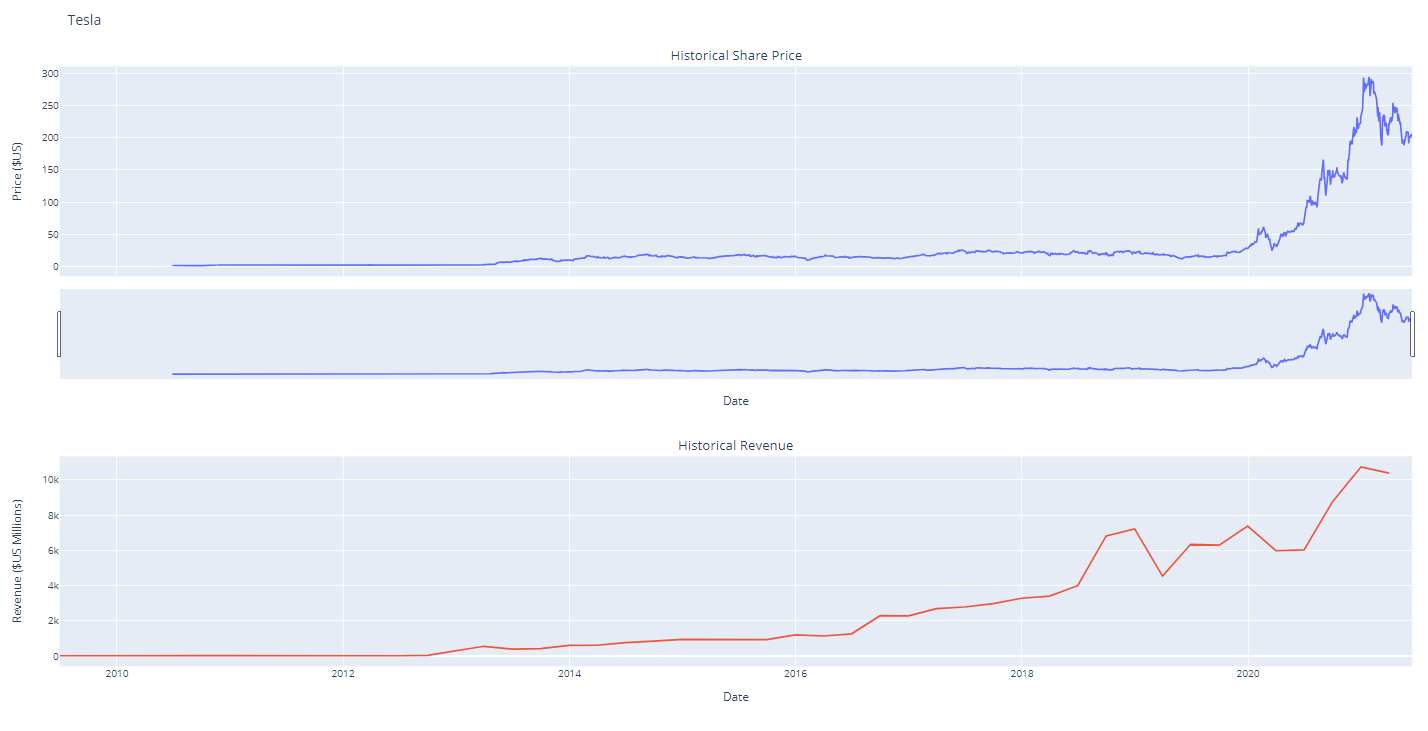 Tesla
Historical Share Price
Price ($US)
300
250
200
150
100
50
0
Date
Historical Revenue
Revenue ($US Millions)
10k
8k
6k
4k
2k
0
2010 2012 2014 2016 2018 2020
Date